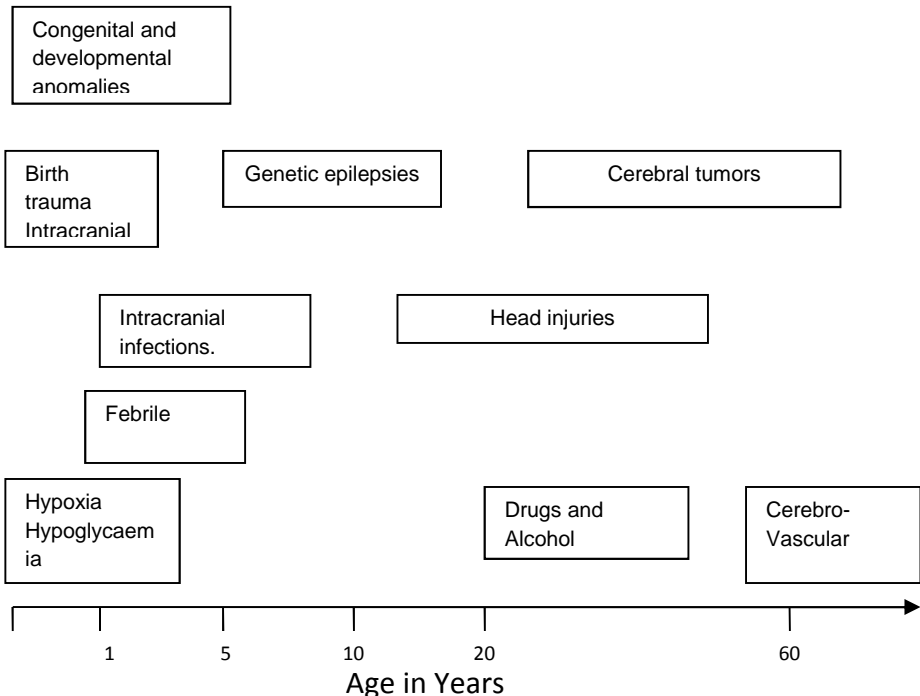 Congenital and
developmental
anomalies
Birth
trauma
Intracranial
Genetic epilepsies
Cerebral tumors
Intracranial
infections.
Head injuries
Febrile
Hypoxia
Hypoglycaem
ia
Drugs and
Alcohol
Cerebro-
Vascular
1 5 10 20 60
Age in Years